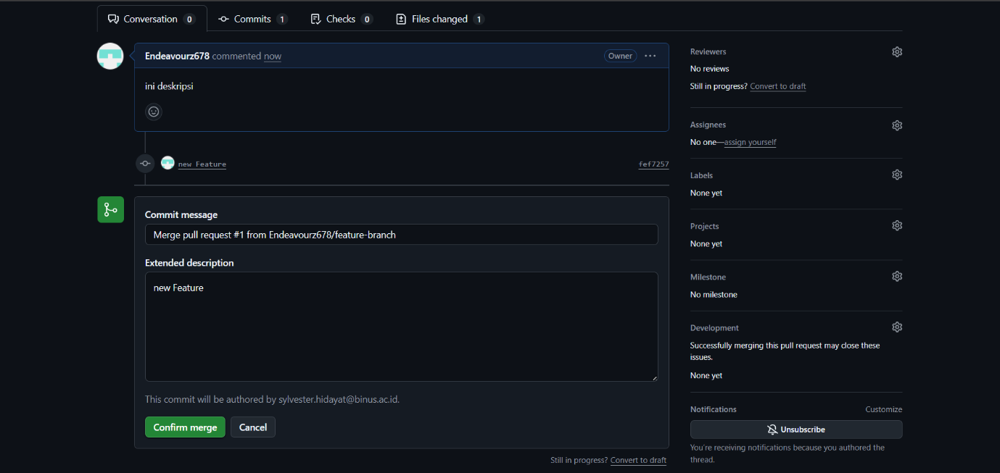 Conversation 0 Commits 1 Checks 0 Files changed 1
Endeavourz678 commented now Owner
ini deskripsi
new Feature fef7257
Commit message
Merge pull request #1 from Endeavourz678/feature-branch
Extended description
new Feature
This commit will be authored by sylvester.hidayat@binus.ac.id.
Confirm merge Cancel
Still in progress? Convert to draft
Reviewers
No reviews
Still in progress? Convert to draft
Assignees
No one—assign yourself
Labels
None yet
Projects
None yet
Milestone
No milestone
Development
Successfully merging this pull request may close these
issues.
None yet
Notifications Customize
Unsubscribe
You're receiving notifications because you authored the
thread.